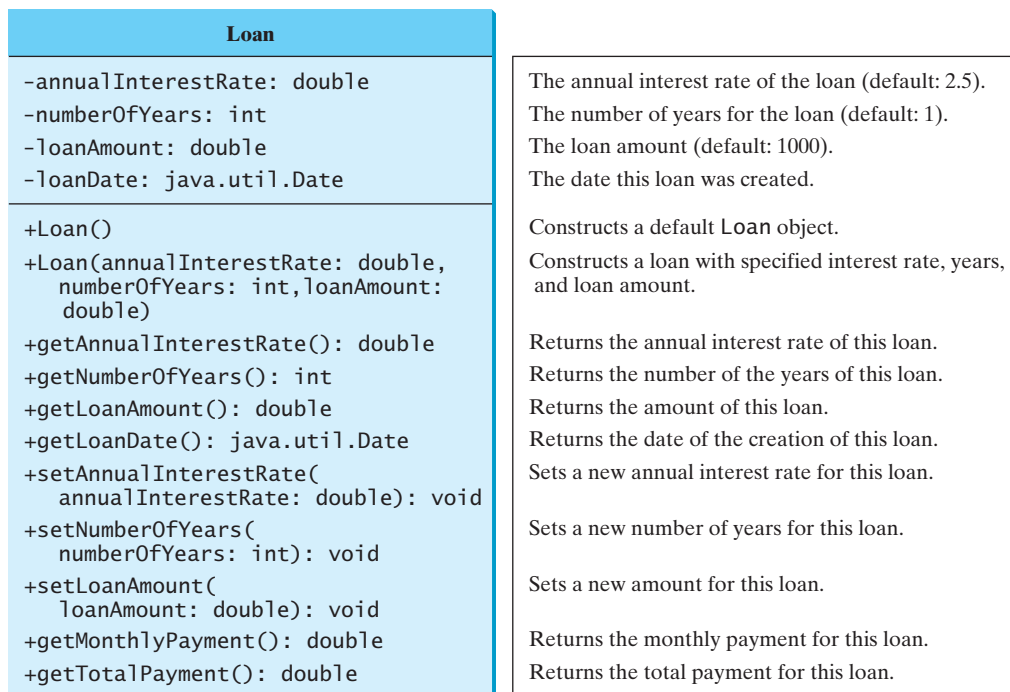 Loan
-annualInterestRate: double
The annual interest rate of the loan (default: 2.5).
-numberOfYears: int
The number of years for the loan (default: 1).
-loanAmount: double
The loan amount (default: 1000).
-loanDate: java.util.Date
The date this loan was created.
+Loan()
Constructs a default Loan object.
+Loan(annualInterestRate: double,
numberOfYears: int,loanAmount:
double)
Constructs a loan with specified interest rate, years,
and loan amount.
+getAnnualInterestRate(): double
Returns the annual interest rate of this loan.
+getNumberOfYears(): int
Returns the number of the years of this loan.
+getLoanAmount(): double
Returns the amount of this loan.
+getLoanDate(): java.util.Date
Returns the date of the creation of this loan.
+setAnnualInterestRate(
annualInterestRate: double): void
Sets a new annual interest rate for this loan.
+setNumberOfYears(
numberOfYears: int): void
Sets a new number of years for this loan.
+setLoanAmount(
loanAmount: double): void
Sets a new amount for this loan.
+getMonthlyPayment(): double
Returns the monthly payment for this loan.
+getTotalPayment(): double
Returns the total payment for this loan.